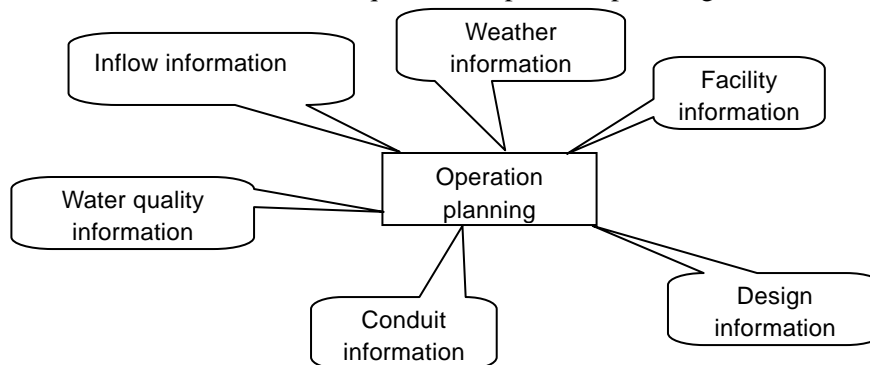 Weather
information
Inflow information
Facility
information
Operation
planning
Water quality
information
Design
information
Conduit
information